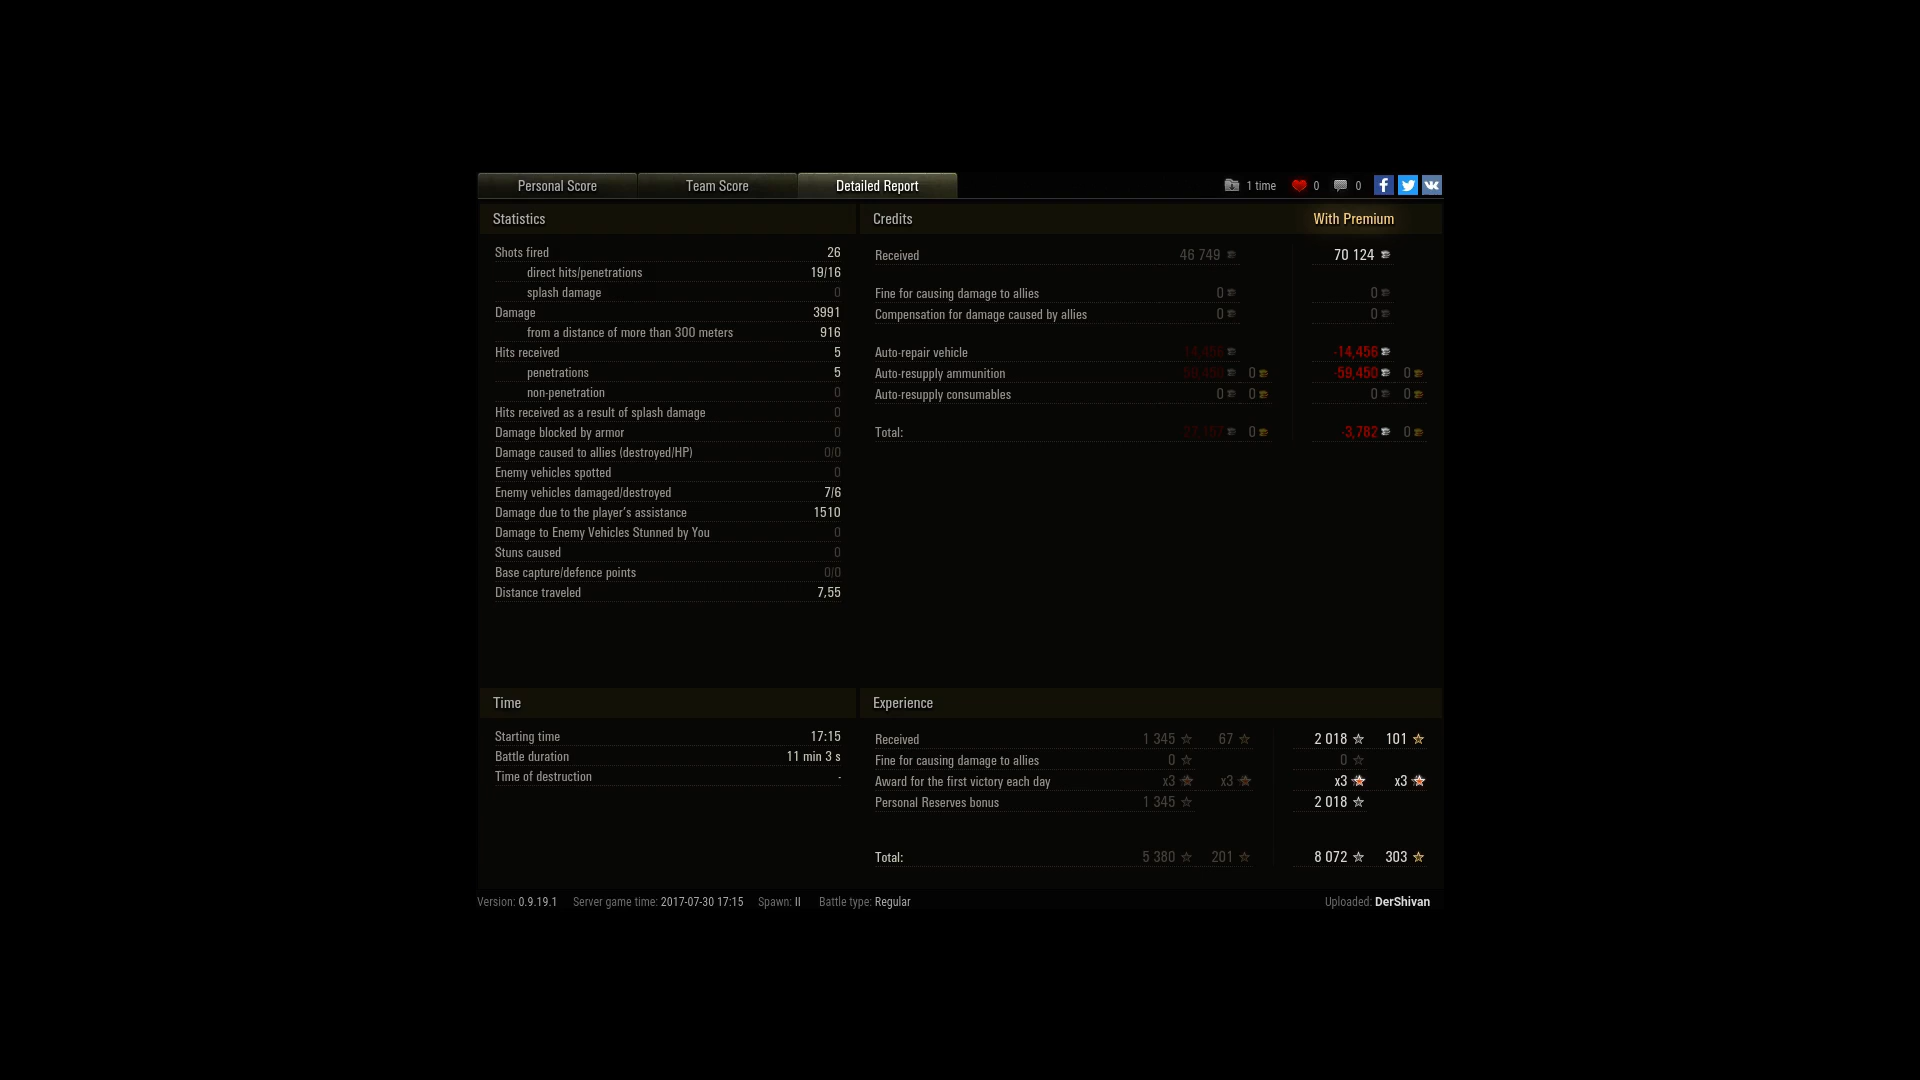 Personal Score Team Score Detailed Report 1 time 0 0
Statistics
Shots fired 26
direct hits/penetrations 19/16
splash damage 0
Damage 3991
from a distance of more than 300 meters 916
Hits received 5
penetrations 5
non-penetration 0
Hits received as a result of splash damage 0
Damage blocked by armor 0
Damage caused to allies (destroyed/HP) 0/0
Enemy vehicles spotted 0
Enemy vehicles damaged/destroyed 7/6
Damage due to the player's assistance 1510
Damage to Enemy Vehicles Stunned by You 0
Stuns caused 0
Base capture/defence points 0/0
Distance traveled 7,55
Credits With Premium
Received 46 749 70 124
Fine for causing damage to allies 0 0
Compensation for damage caused by allies 0 0
Auto-repair vehicle -14,456 -14,456
Auto-resupply ammunition -59,450 0 -59,450 0
Auto-resupply consumables 0 0 0 0
Total: -27,157 0 -3,782 0
Time
Starting time 17:15
Battle duration 11 min 3 s
Time of destruction -
Experience
Received 1 345 67 2 018 101
Fine for causing damage to allies 0 0
Award for the first victory each day x3 x3 x3 x3
Personal Reserves bonus 1 345 2 018
Total: 5 380 201 8 072 303
Version: 0.9.19.1 Server game time: 2017-07-30 17:15 Spawn: II Battle type: Regular Uploaded: DerShivan